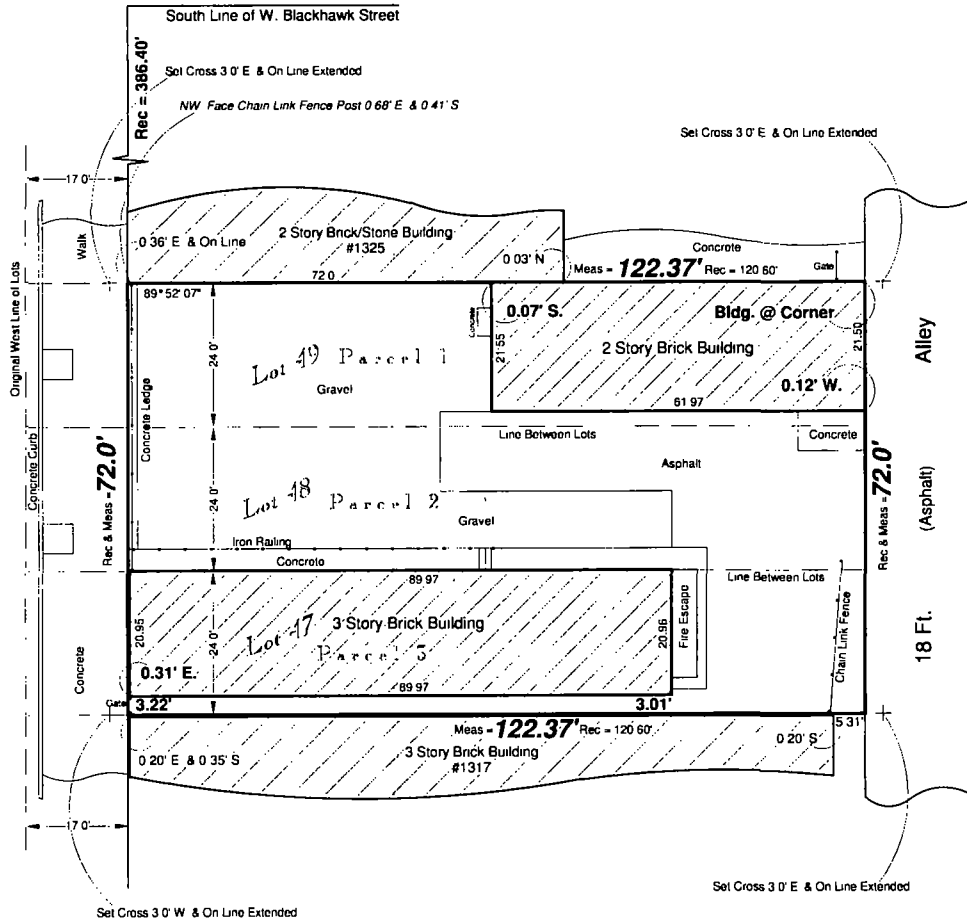 South Line of W. Blackhawk Street
Rec = 386.40'
Set Cross 3 0' E & On Line Extended
NW Face Chain Link Fence Post 0 68' E & 0 41' S
Set Cross 3 0' E & On Line Extended
17 0'
Original West Line of Lots
Walk
0 36' E & On Line
2 Story Brick/Stone Building
#1325
72 0
0 03' N
Concrete
Meas = 122.37' Rec = 120 60'
Gate
89° 52 07"
Concrete
0.07' S.
Bldg. @ Corner
21 55
2 Story Brick Building
21.50
0.12' W.
61 97
Alley
Lot 49 Parcel 1
Gravel
24 0'
Concrete Ledge
Concrete Curb
Line Between Lots
Concrete
Asphalt
Rec & Meas = 72.0'
Rec & Meas = 72.0'
(Asphalt)
24 0'
Lot 48 Parcel 2
Gravel
Iron Railing
Concrete
89 97
Line Between Lots
20.95
24 0'
Lot 47
3 Story Brick Building
Parcel 3
20.96
Fire Escape
Chain Link Fence
18 Ft.
Concrete
0.31' E.
89 97
Gate
3.22'
3.01'
Meas = 122.37' Rec = 120 60'
5 31'
0 20' E & 0 35' S
3 Story Brick Building
#1317
0 20' S
17 0'
Set Cross 3 0' E & On Line Extended
Set Cross 3 0' W & On Line Extended